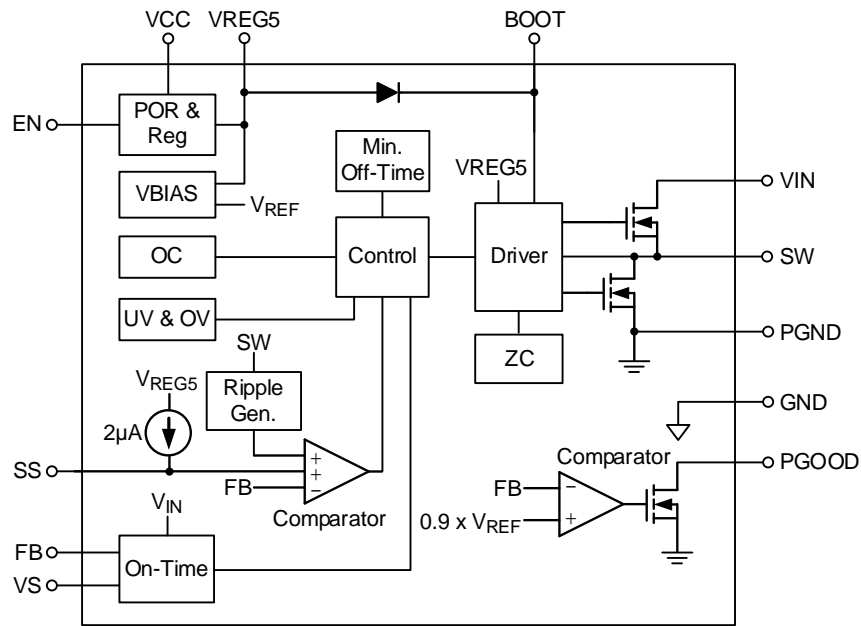 VCC VREG5 BOOT
EN
POR &
Reg
Min.
Off-Time
VREG5
VIN
VBIAS
VREF
OC
Control
Driver
SW
UV & OV
SW
PGND
ZC
VREG5
Ripple
Gen.
2µA
GND
Comparator
PGOOD
SS
+
+
FB −
Comparator
FB −
0.9 x VREF +
VIN
FB
On-Time
VS